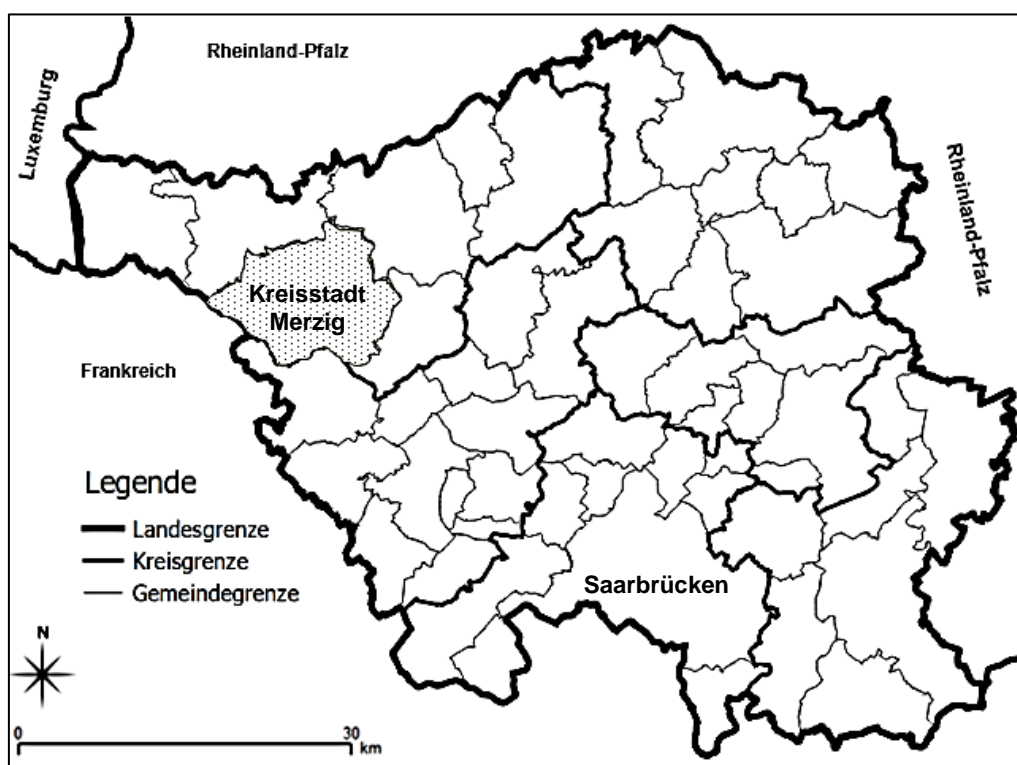 Rheinland-Pfalz
Luxemburg
Rheinland-Pfalz
Kreisstadt
Merzig
Frankreich
Legende
Landesgrenze
Kreisgrenze
Gemeindegrenze
Saarbrücken
N
0
30
km